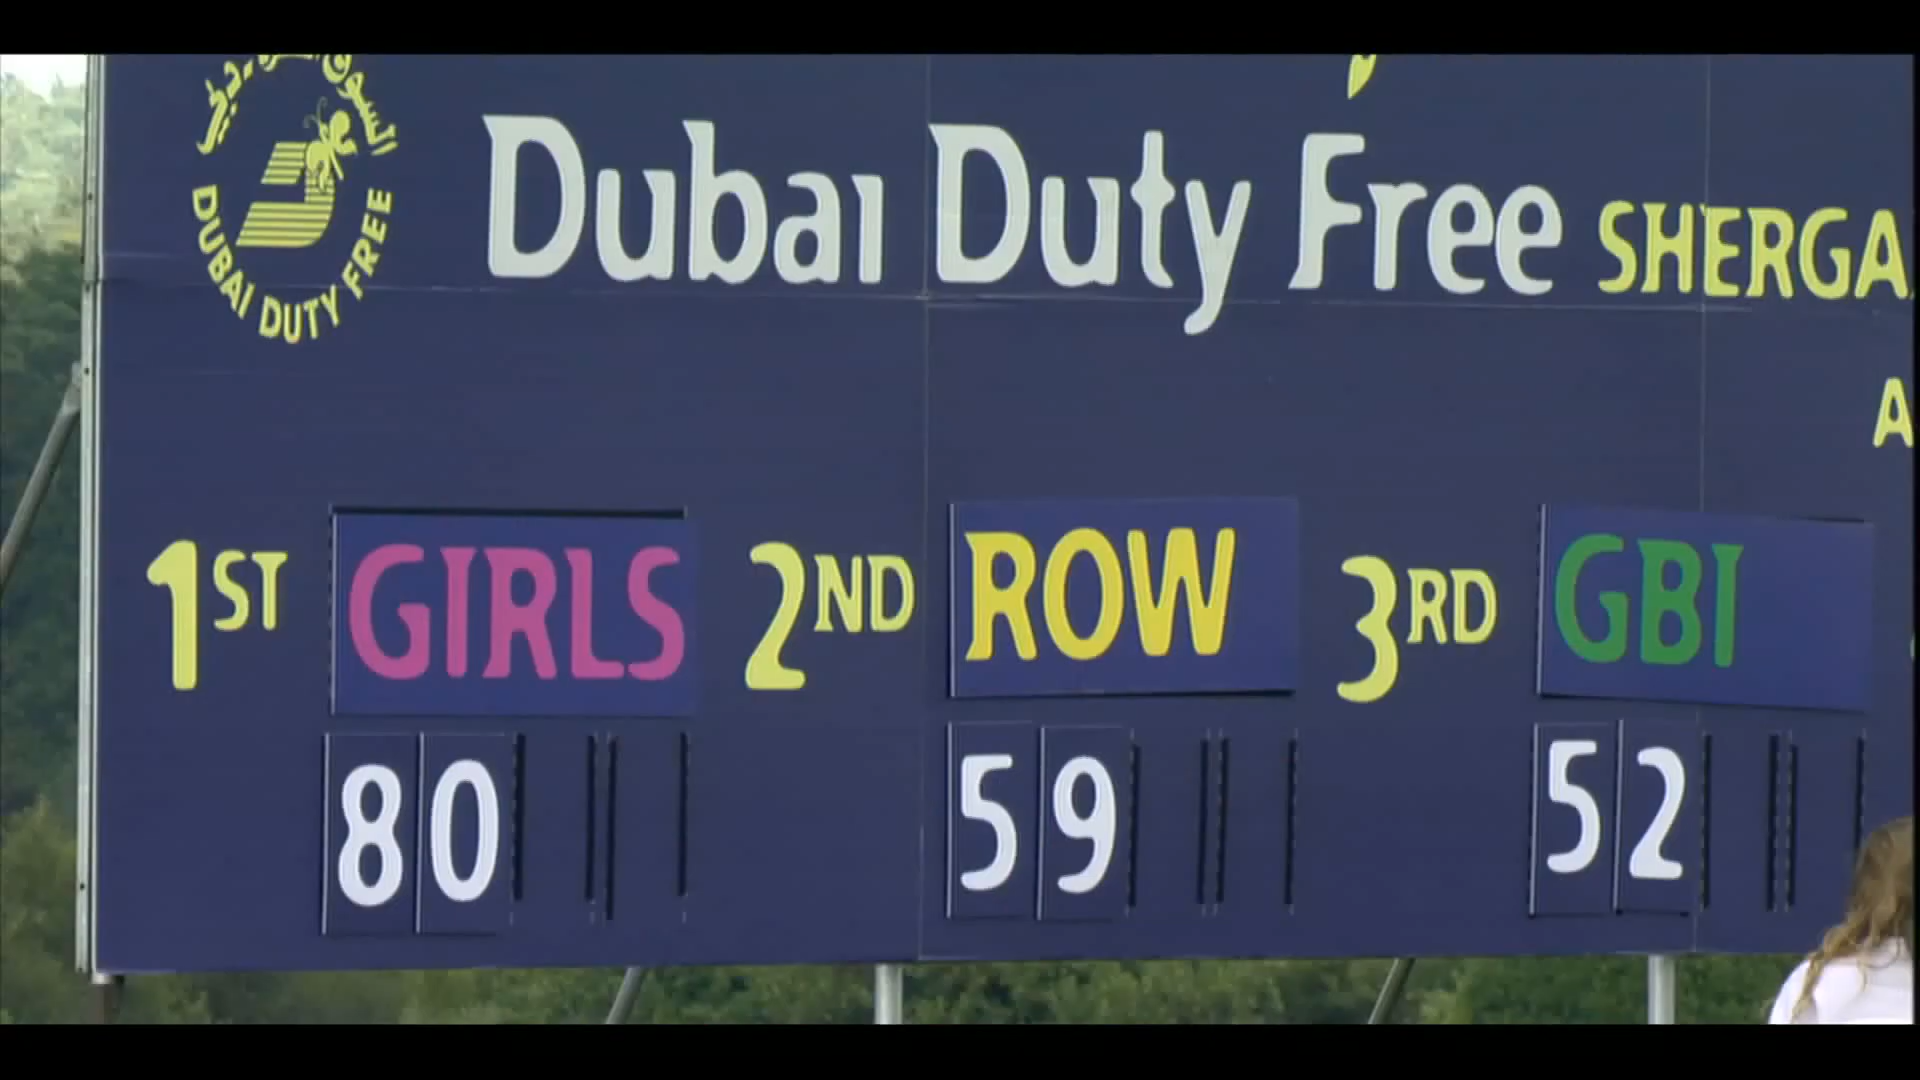 DUBAI DUTY FREE
Dubai Duty Free SHERGA
A
1ST GIRLS 2ND ROW 3RD GBI
80 59 52